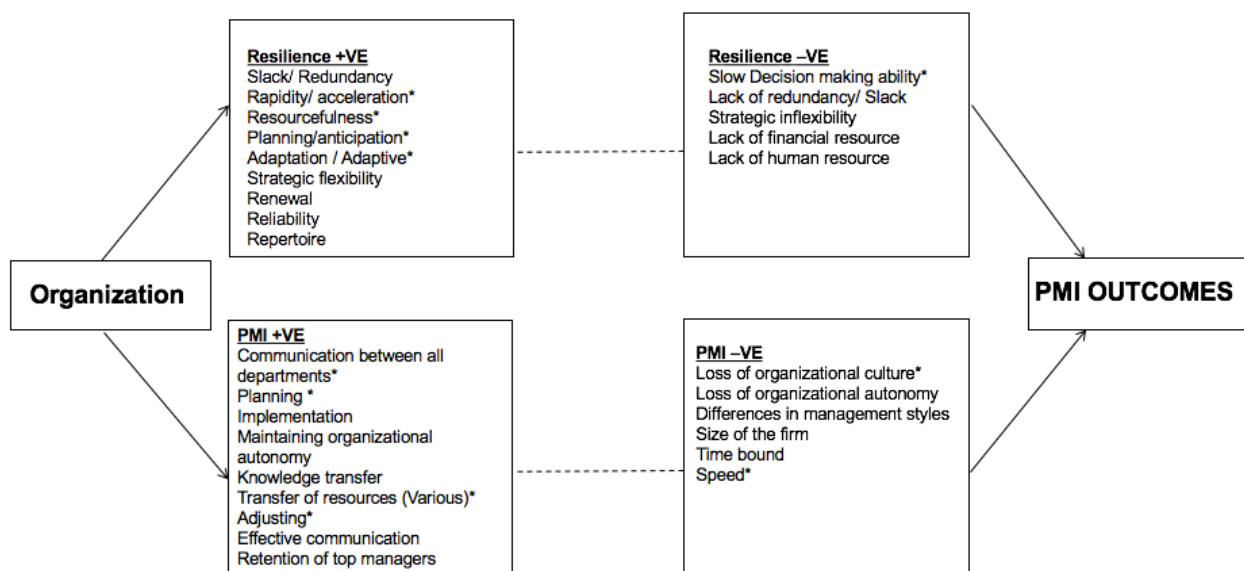 Resilience +VE
Slack/ Redundancy
Rapidity/ acceleration*
Resourcefulness*
Planning/anticipation*
Adaptation / Adaptive*
Strategic flexibility
Renewal
Reliability
Repertoire
Resilience –VE
Slow Decision making ability*
Lack of redundancy/ Slack
Strategic inflexibility
Lack of financial resource
Lack of human resource
Organization
PMI OUTCOMES
PMI +VE
Communication between all
departments*
Planning *
Implementation
Maintaining organizational
autonomy
Knowledge transfer
Transfer of resources (Various)*
Adjusting*
Effective communication
Retention of top managers
PMI –VE
Loss of organizational culture*
Loss of organizational autonomy
Differences in management styles
Size of the firm
Time bound
Speed*